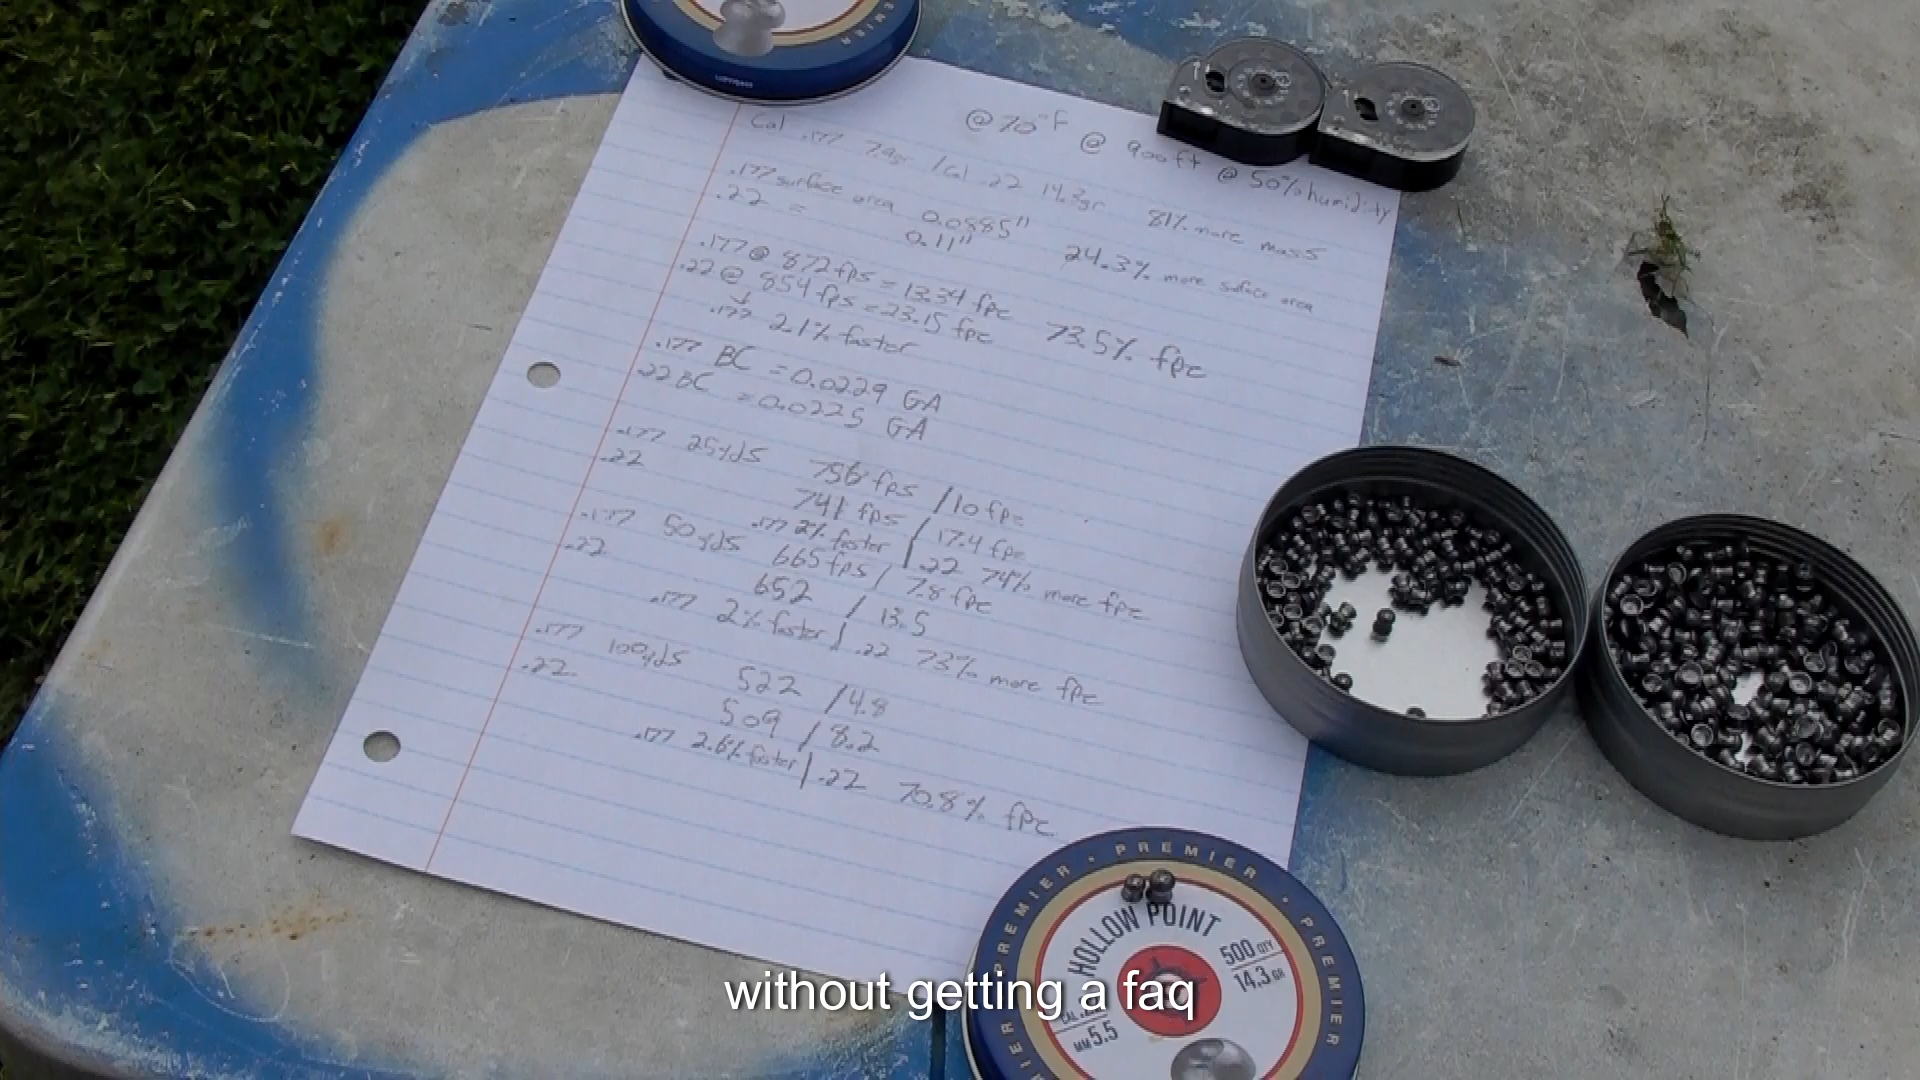 PREMIER
@ 70°F @ 900ft @ 50% humidity
Cal .177 7.9gr / Cal .22 14.3gr 81% more mass
.177 surface area 0.0885"
.22 = 0.11" 24.3% more surface area
.177 @ 872 fps = 13.34 fpe
.22 @ 854 fps = 23.15 fpe 73.5% fpe
.177 2.1% faster
.177 BC = 0.0229 GA
.22 BC = 0.0225 GA
.177 25yds 756 fps / 10 fpe
.22 741 fps / 17.4 fpe
.177 2% faster | .22 74% more fpe
.177 50yds 665 fps / 7.8 fpe
.22 652 / 13.5
.177 2% faster | .22 73% more fpe
.177 100yds 522 / 4.8
.22 509 / 8.2
.177 2.6% faster | .22 70.8% fpe
PREMIER • PREMIER • PREMIER
HOLLOW POINT
500 QTY
14.3 GR
CAL
MM 5.5
without getting a faq